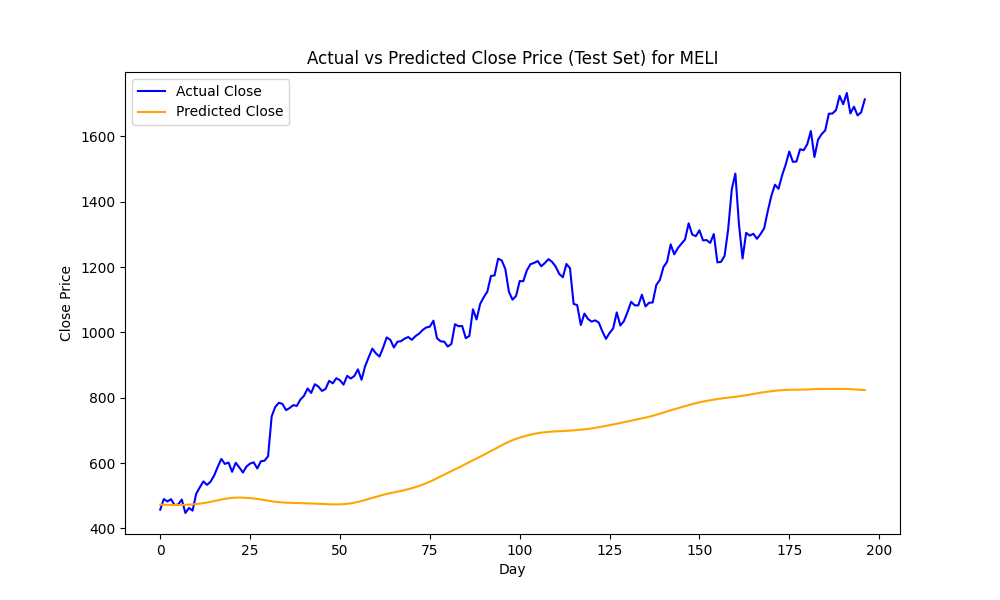 Actual vs Predicted Close Price (Test Set) for MELI
Actual Close
Predicted Close
Close Price
1600
1400
1200
1000
800
600
400
0 25 50 75 100 125 150 175 200
Day